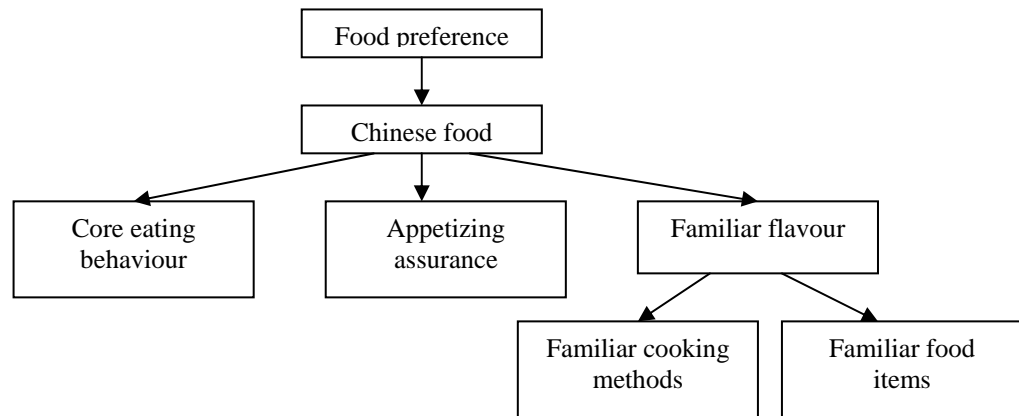 Food preference
Chinese food
Core eating
behaviour
Appetizing
assurance
Familiar flavour
Familiar cooking
methods
Familiar food
items